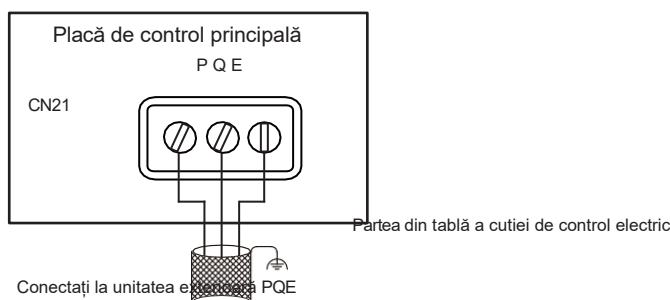 Placă de control principală
P Q E
CN21
Partea din tablă a cutiei de control electric
Conectați la unitatea exterioară PQE